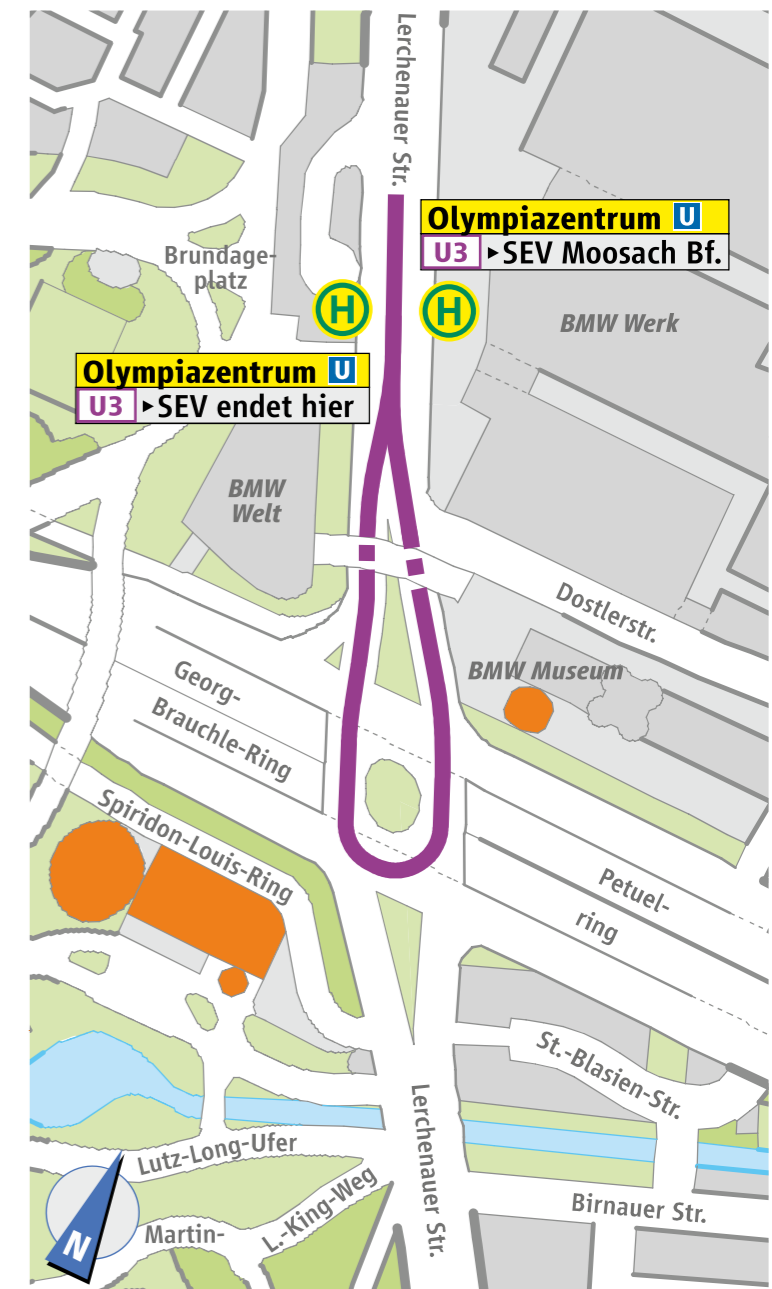 Lerchenauer Str.
Olympiazentrum U
U3 ▸SEV Moosach Bf.
Brundage-
platz
H
H
BMW Werk
Olympiazentrum U
U3 ▸SEV endet hier
BMW
Welt
Dostlerstr.
BMW Museum
Georg-
Brauchle-Ring
Spiridon-Louis-Ring
Petuel-
ring
St.-Blasien-Str.
Lerchenauer Str.
Lutz-Long-Ufer
Martin-
L.-King-Weg
Birnauer Str.
N